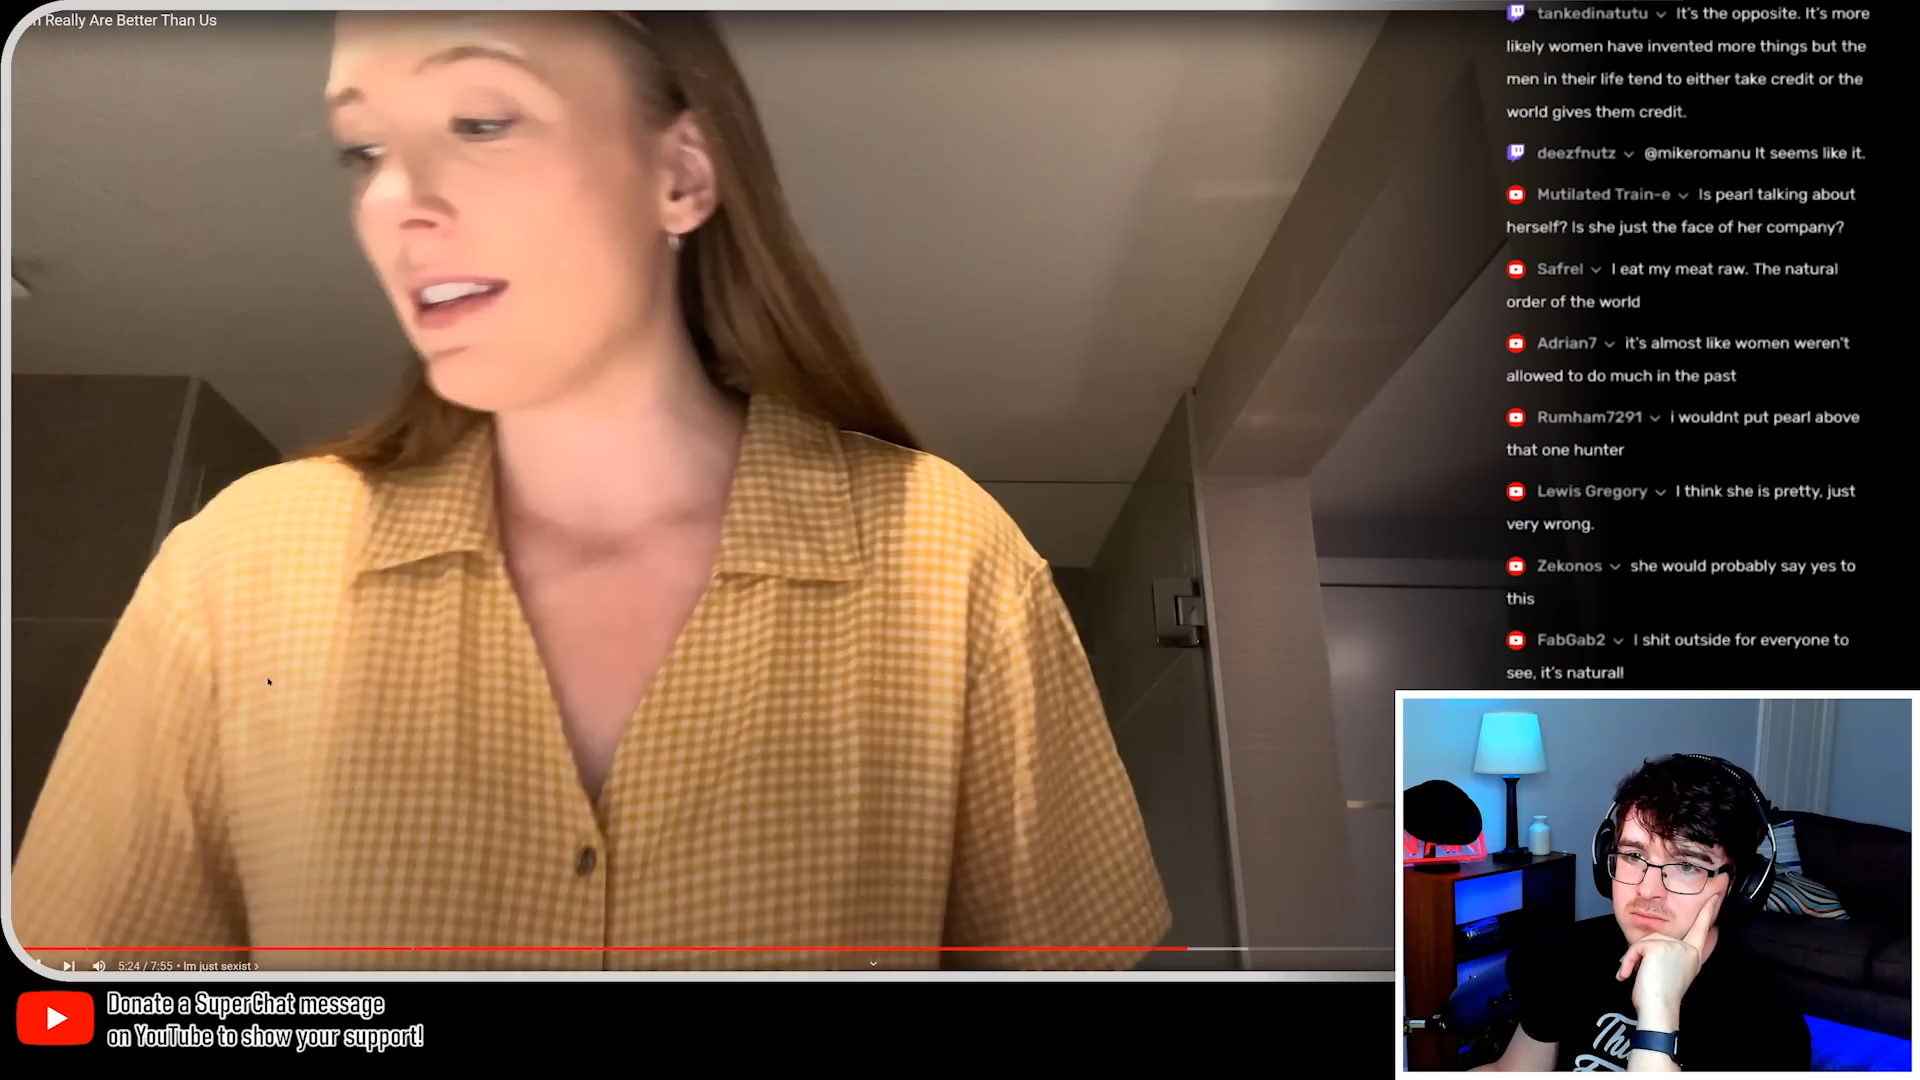 n Really Are Better Than Us
tankedinatutu It's the opposite. It's more
likely women have invented more things but the
men in their life tend to either take credit or the
world gives them credit.
deezfnutz @mikeromanu It seems like it.
Mutilated Train-e Is pearl talking about
herself? Is she just the face of her company?
Safrel I eat my meat raw. The natural
order of the world
Adrian7 it's almost like women weren't
allowed to do much in the past
Rumham7291 i wouldnt put pearl above
that one hunter
Lewis Gregory I think she is pretty, just
very wrong.
Zekonos she would probably say yes to
this
FabGab2 I shit outside for everyone to
see, it's natural!
5:24 / 7:55 • Im just sexist >
Donate a SuperChat message
on YouTube to show your support!